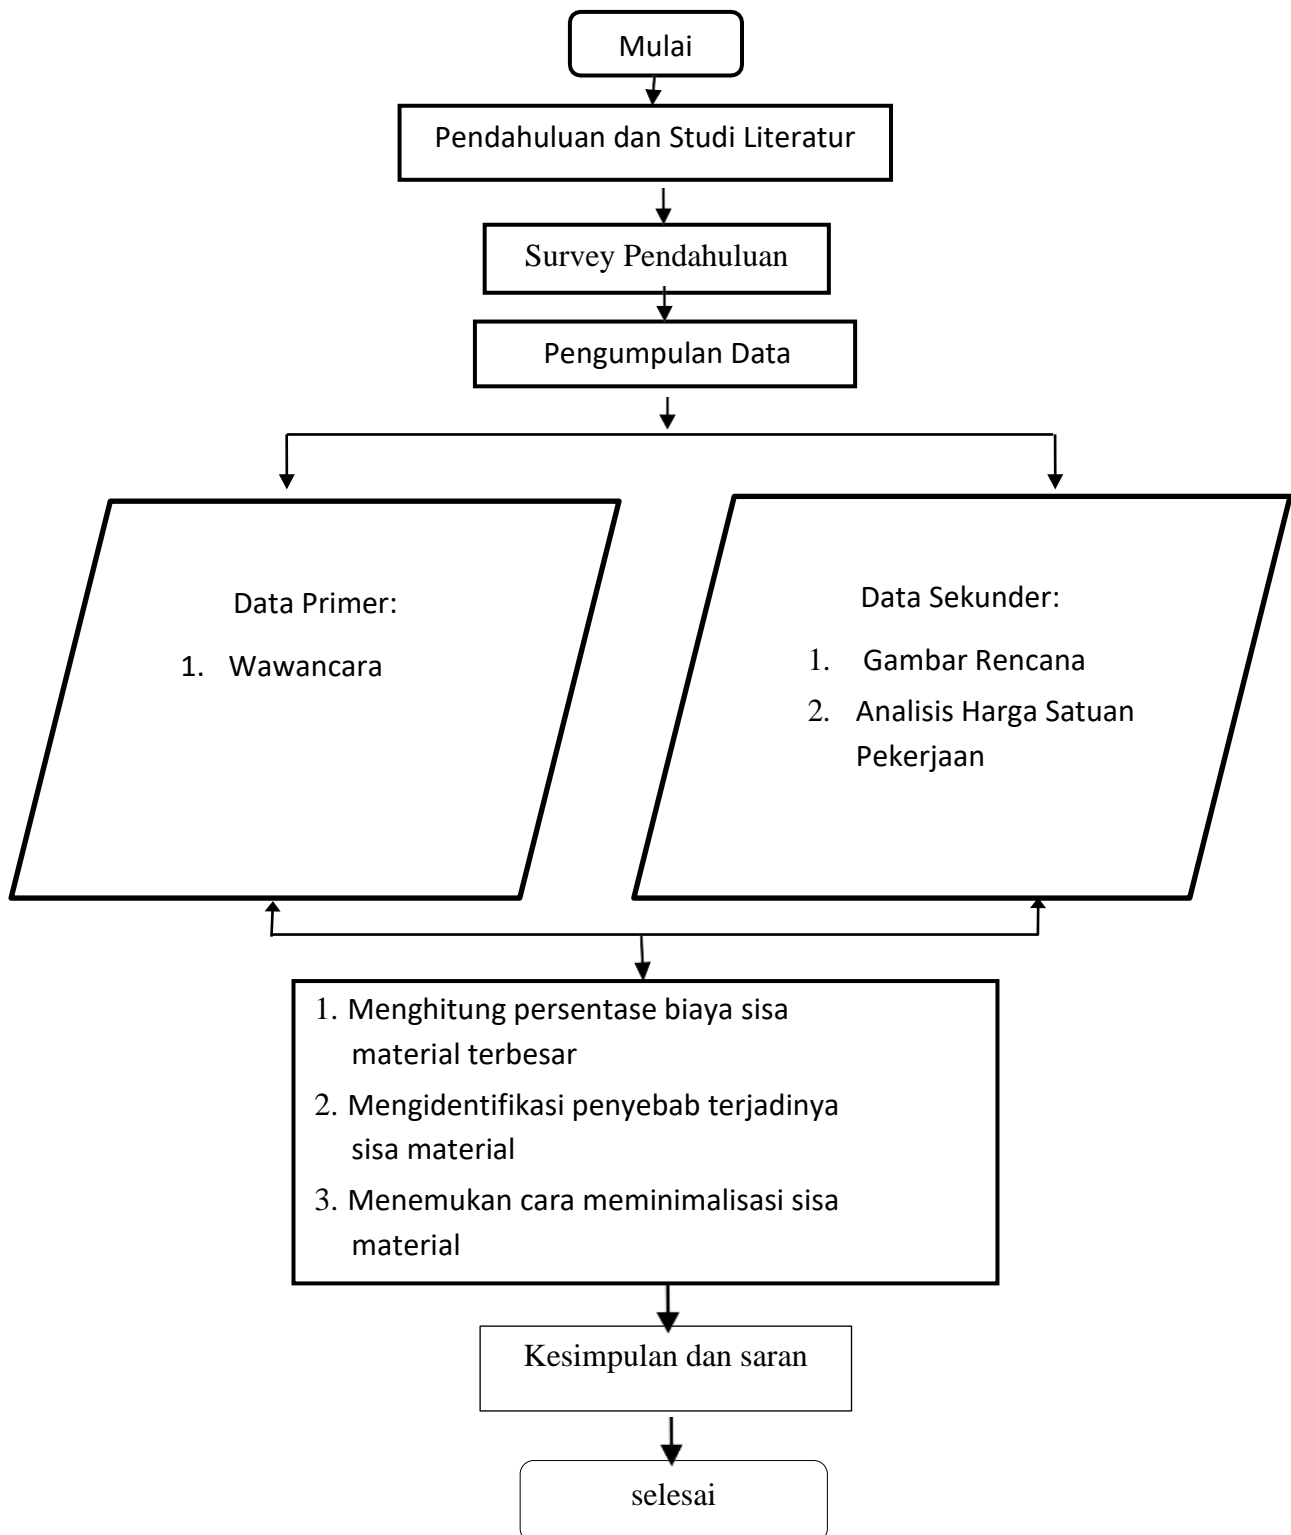 Mulai
Pendahuluan dan Studi Literatur
Survey Pendahuluan
Pengumpulan Data
Data Primer:
1. Wawancara
Data Sekunder:
1. Gambar Rencana
2. Analisis Harga Satuan
Pekerjaan
1. Menghitung persentase biaya sisa
material terbesar
2. Mengidentifikasi penyebab terjadinya
sisa material
3. Menemukan cara meminimalisasi sisa
material
Kesimpulan dan saran
selesai